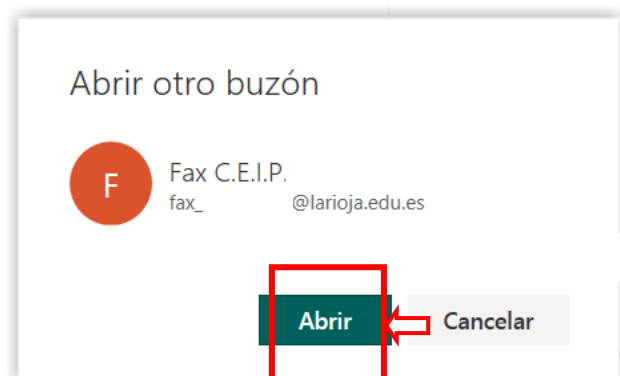 Abrir otro buzón
F
Fax C.E.I.P.
fax_ @larioja.edu.es
Abrir Cancelar